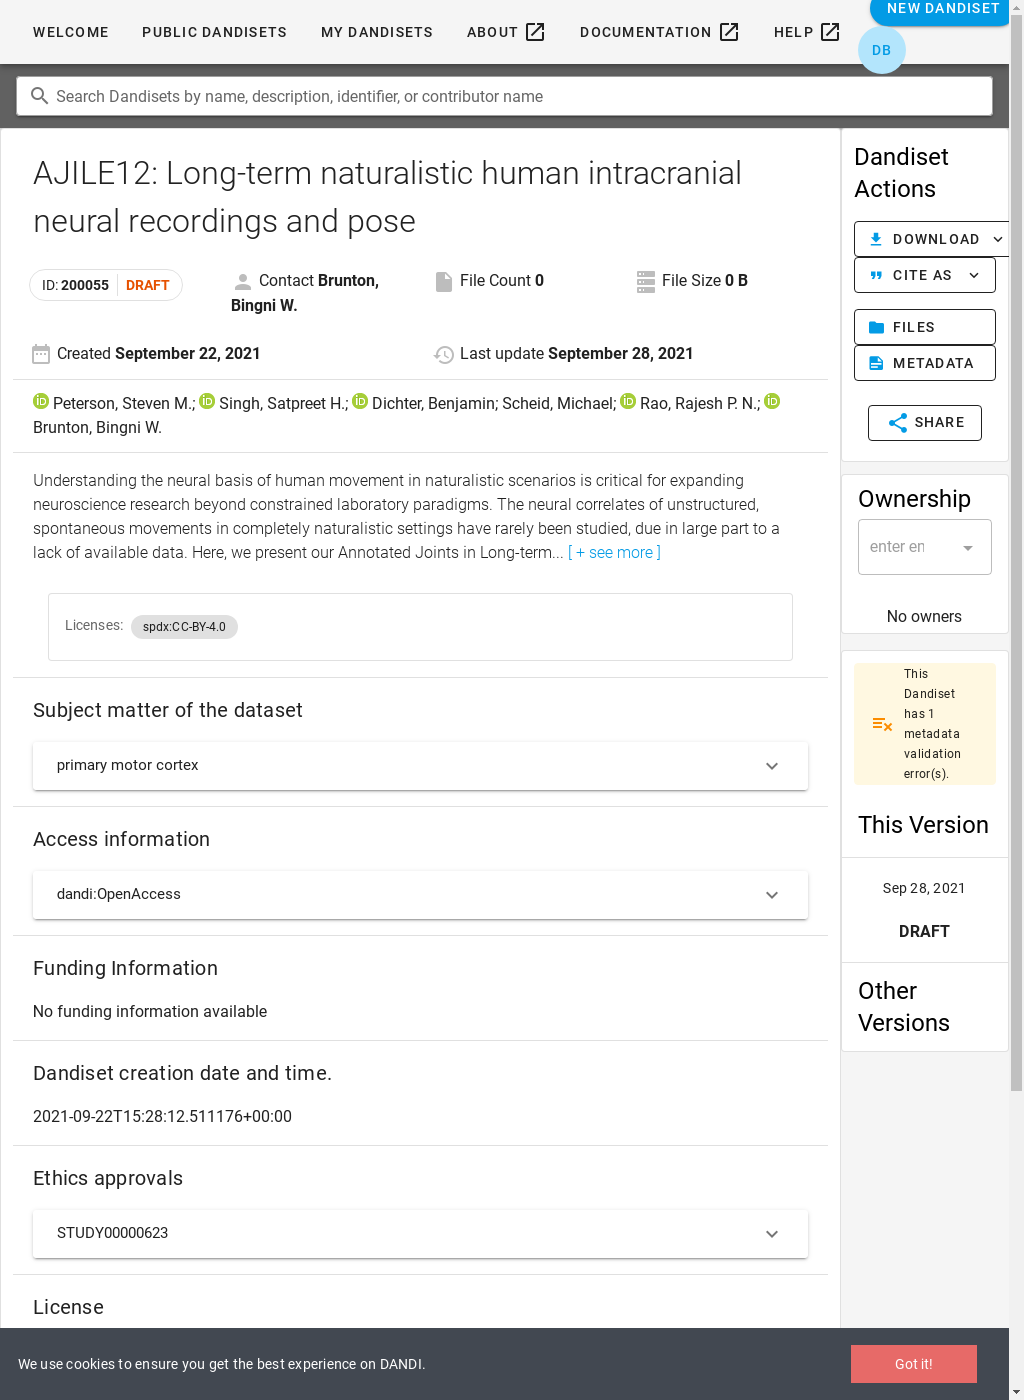 WELCOME PUBLIC DANDISETS MY DANDISETS ABOUT DOCUMENTATION HELP
NEW DANDISET
DB
Search Dandisets by name, description, identifier, or contributor name
AJILE12: Long-term naturalistic human intracranial
neural recordings and pose
ID: 200055 DRAFT
Contact Brunton,
Bingni W.
File Count 0
File Size 0 B
Created September 22, 2021
Last update September 28, 2021
Peterson, Steven M.; Singh, Satpreet H.; Dichter, Benjamin; Scheid, Michael; Rao, Rajesh P. N.;
Brunton, Bingni W.
Understanding the neural basis of human movement in naturalistic scenarios is critical for expanding
neuroscience research beyond constrained laboratory paradigms. The neural correlates of unstructured,
spontaneous movements in completely naturalistic settings have rarely been studied, due in large part to a
lack of available data. Here, we present our Annotated Joints in Long-term... [ + see more ]
Licenses: spdx:CC-BY-4.0
Subject matter of the dataset
primary motor cortex
Access information
dandi:OpenAccess
Funding Information
No funding information available
Dandiset creation date and time.
2021-09-22T15:28:12.511176+00:00
Ethics approvals
STUDY00000623
License
Dandiset
Actions
DOWNLOAD
CITE AS
FILES
METADATA
SHARE
Ownership
enter en
No owners
This
Dandiset
has 1
metadata
validation
error(s).
This Version
Sep 28, 2021
DRAFT
Other
Versions
We use cookies to ensure you get the best experience on DANDI.
Got it!